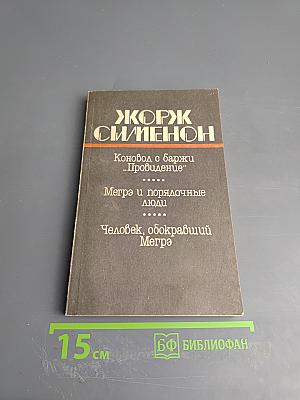 ЖОРЖ
СИМЕНОН
Коновод с баржи
„Провидение"
•••••
Мегрэ и порядочные
люди
•••••
Человек, обокравший
Мегрэ
15 см
БФ БИБЛИОФАН